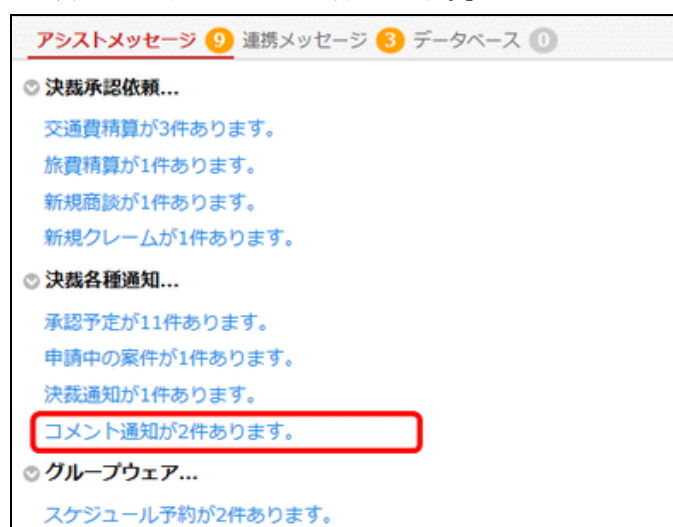 アシストメッセージ 9 連携メッセージ 3 データベース 0
決裁承認依頼...
交通費精算が3件あります。
旅費精算が1件あります。
新規商談が1件あります。
新規クレームが1件あります。
決裁各種通知...
承認予定が11件あります。
申請中の案件が1件あります。
決裁通知が1件あります。
コメント通知が2件あります。
グループウェア...
スケジュール予約が2件あります。